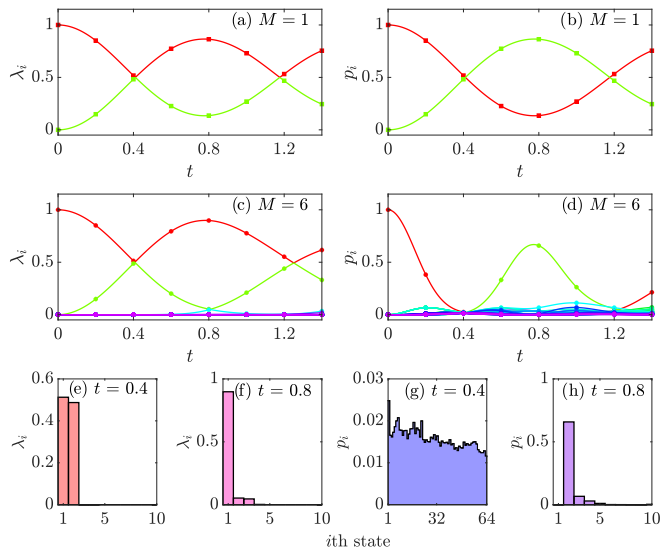 (a) M = 1
(b) M = 1
1
0.5
0
λᵢ
0 0.4 0.8 1.2
t
1
0.5
0
pᵢ
0 0.4 0.8 1.2
t
(c) M = 6
(d) M = 6
1
0.5
0
λᵢ
0 0.4 0.8 1.2
t
1
0.5
0
pᵢ
0 0.4 0.8 1.2
t
(e) t = 0.4
0.6
0.4
0.2
0
λᵢ
1 5 10
(f) t = 0.8
1
0.5
0
λᵢ
1 5 10
(g) t = 0.4
0.03
0.02
0.01
0
pᵢ
1 32 64
(h) t = 0.8
1
0.5
0
pᵢ
1 5 10
ith state